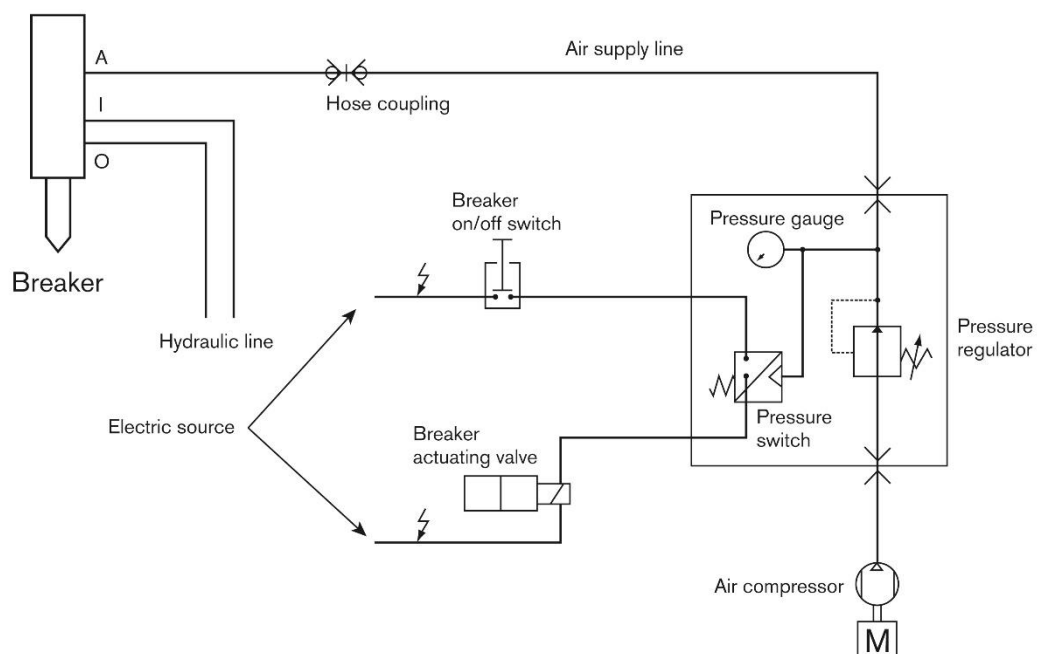 A
Air supply line
Hose coupling
I
O
Breaker
on/off switch
Pressure gauge
Breaker
Hydraulic line
Pressure
regulator
Electric source
Pressure
switch
Breaker
actuating valve
Air compressor
M